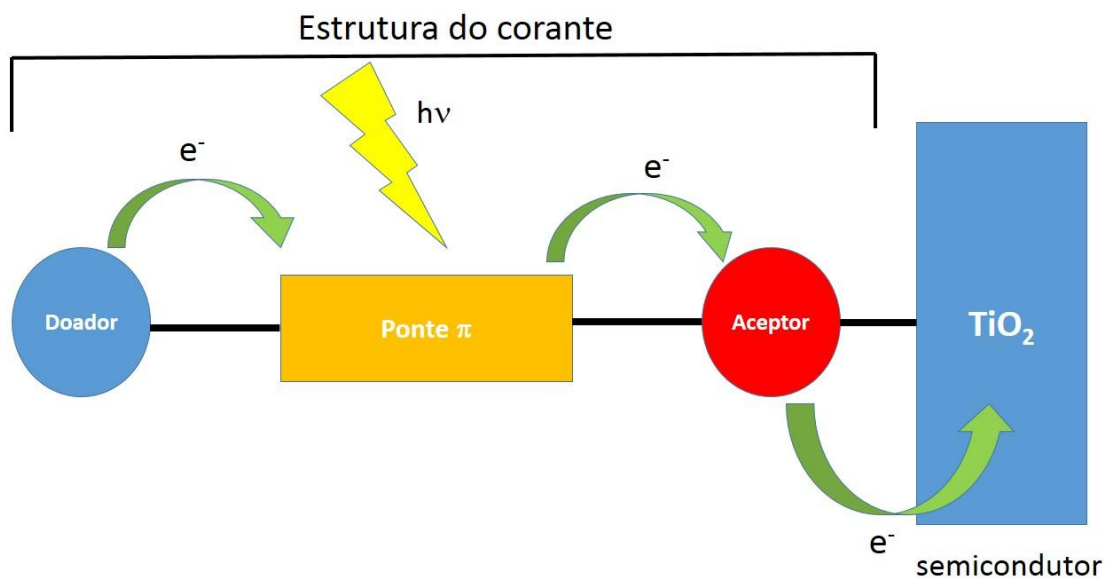 Estrutura do corante
hν
e⁻
e⁻
Doador
Ponte π
Aceptor
TiO₂
e⁻
semicondutor